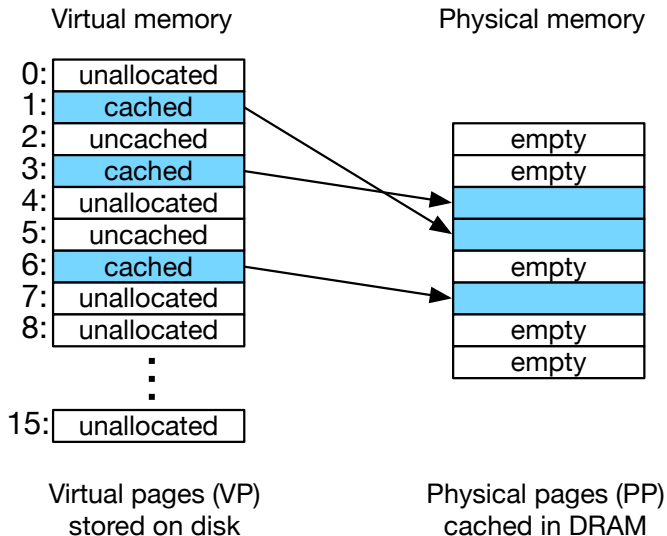 Virtual memory
0: unallocated
1: cached
2: uncached
3: cached
4: unallocated
5: uncached
6: cached
7: unallocated
8: unallocated
15: unallocated
Virtual pages (VP)
stored on disk
Physical memory
empty
empty
empty
empty
empty
Physical pages (PP)
cached in DRAM